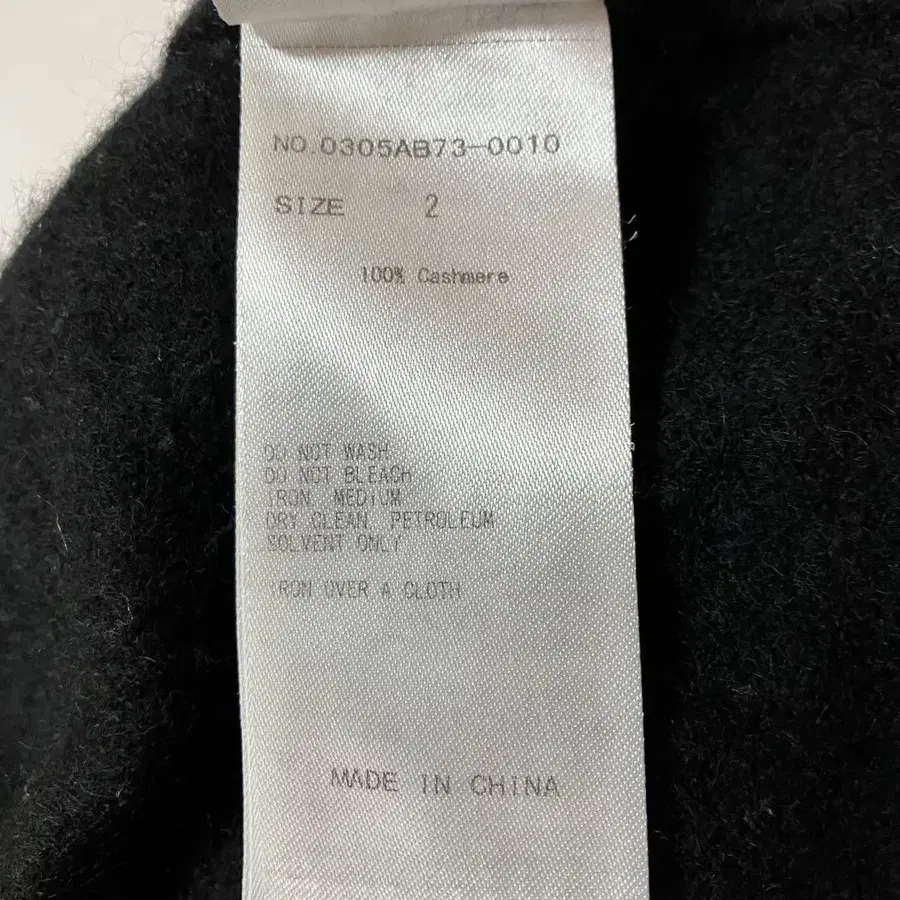 NO.0305AB73-0010
SIZE 2
100% Cashmere
DO NOT WASH
DO NOT BLEACH
IRON, MEDIUM
DRY CLEAN, PETROLEUM
SOLVENT ONLY
IRON OVER A CLOTH
MADE IN CHINA